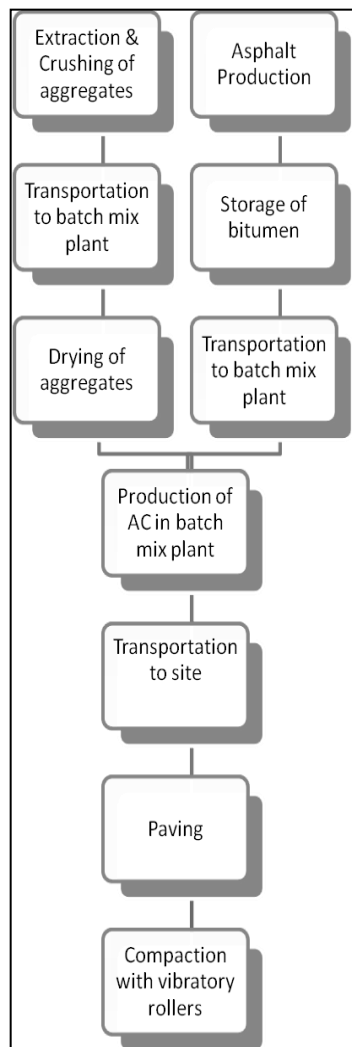 Extraction &
Crushing of
aggregates
Asphalt
Production
Transportation
to batch mix
plant
Storage of
bitumen
Drying of
aggregates
Transportation
to batch mix
plant
Production of
AC in batch
mix plant
Transportation
to site
Paving
Compaction
with vibratory
rollers